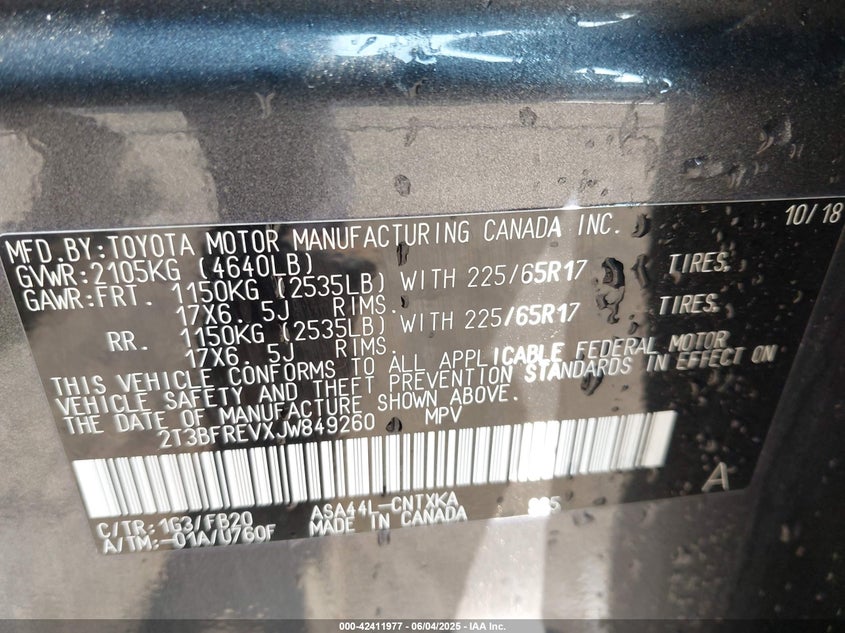 10/18
MFD.BY:TOYOTA MOTOR MANUFACTURING CANADA INC.
GVWR:2105KG (4640LB)
GAWR:FRT. 1150KG (2535LB) WITH 225/65R17 TIRES.
17X6. 5J RIMS.
RR. 1150KG (2535LB) WITH 225/65R17 TIRES.
17X6. 5J RIMS.
THIS VEHICLE CONFORMS TO ALL APPLICABLE FEDERAL MOTOR
VEHICLE SAFETY AND THEFT PREVENTION STANDARDS IN EFFECT ON
THE DATE OF MANUFACTURE SHOWN ABOVE.
2T3BFREVXJW849260 MPV
A
C/TR:1G3/FB20 ASA44L-CNTXKA
A/TM:-01A/U760F MADE IN CANADA
000-42411977 - 06/04/2025 - IAA Inc.